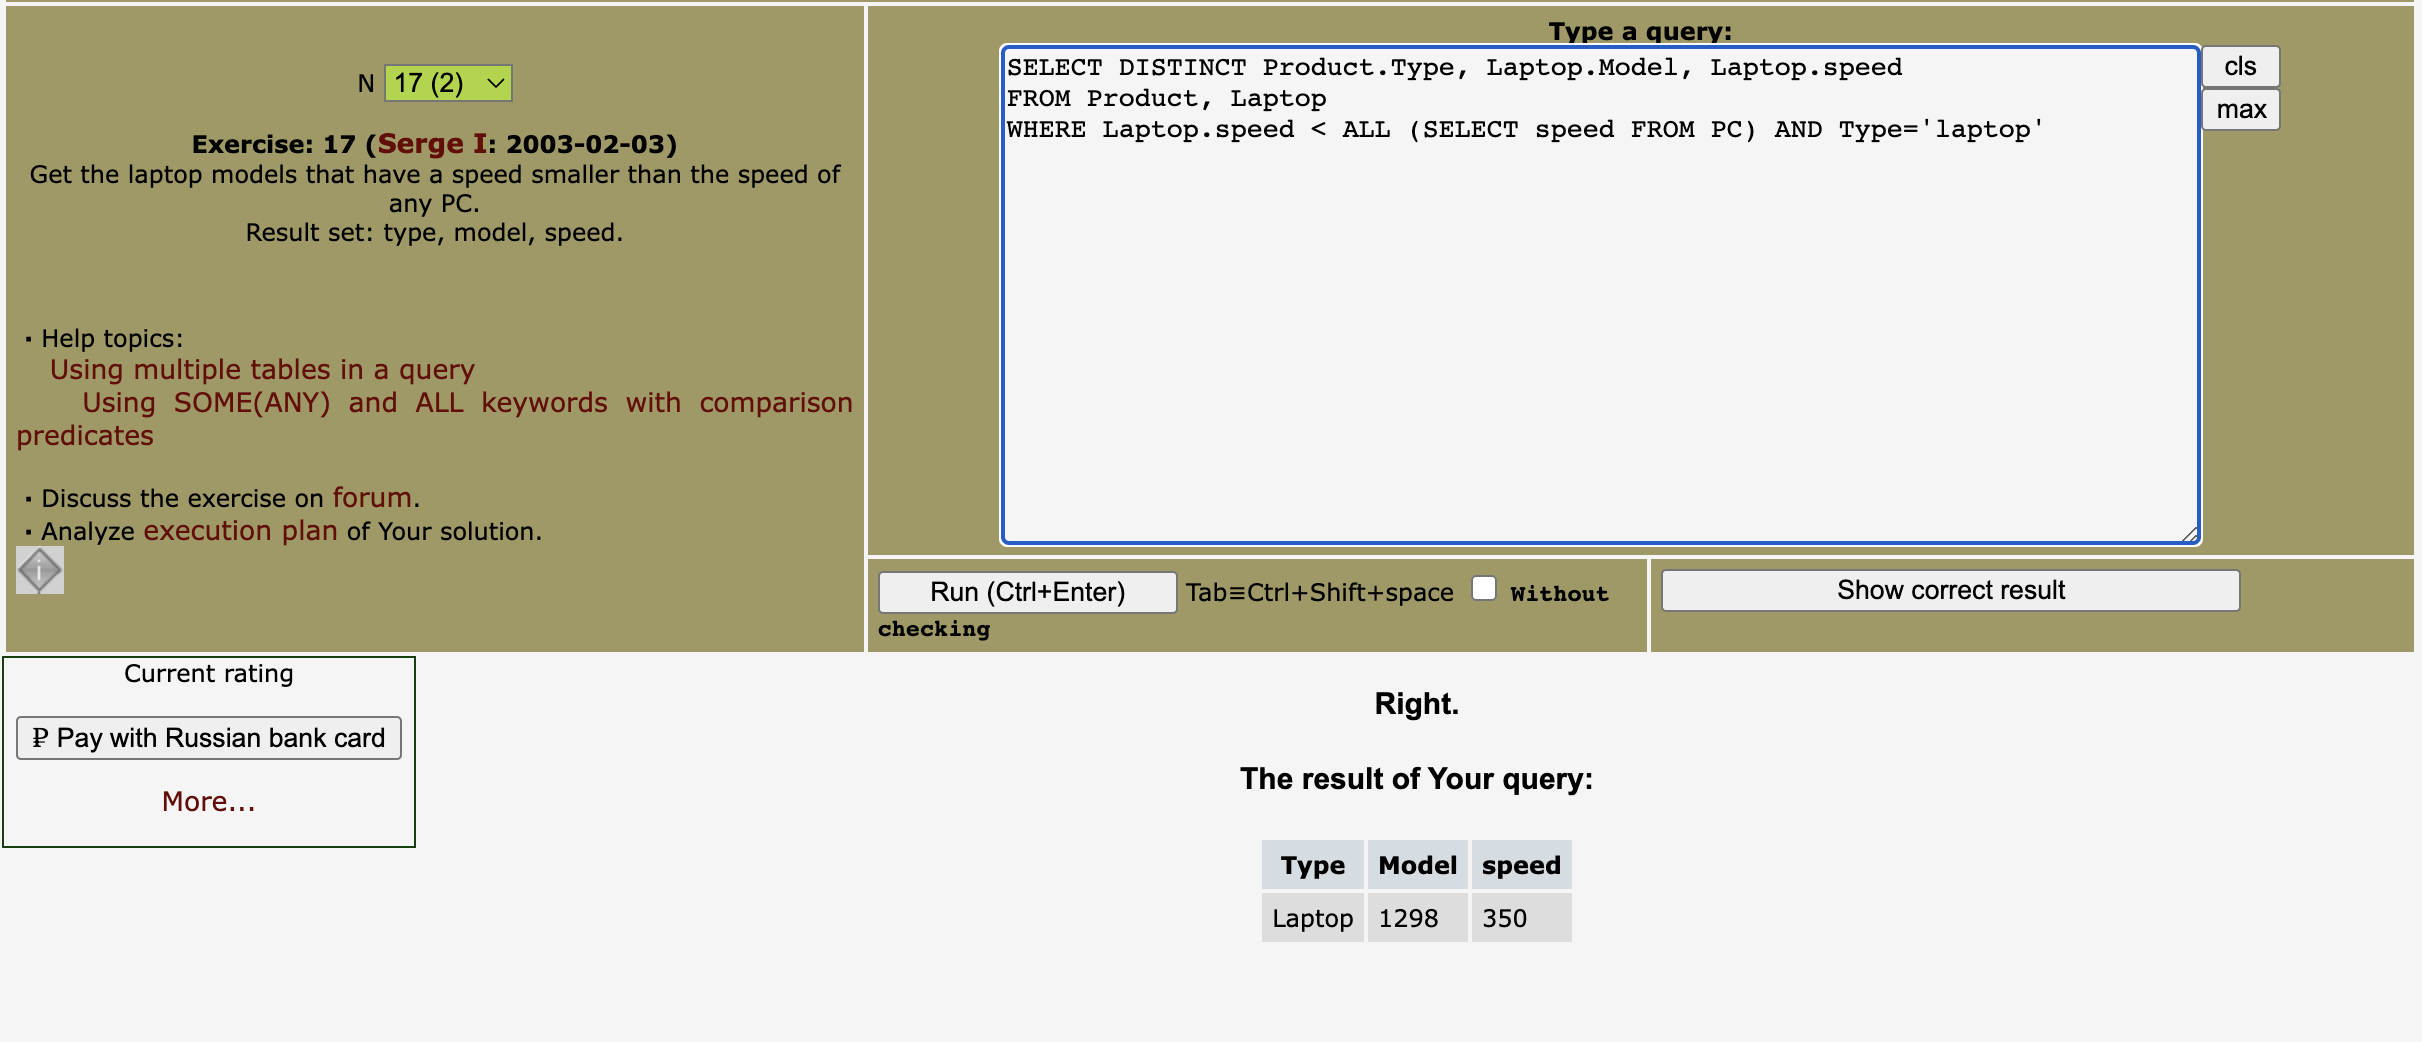 N 17 (2)
Exercise: 17 (Serge I: 2003-02-03)
Get the laptop models that have a speed smaller than the speed of
any PC.
Result set: type, model, speed.
· Help topics:
Using multiple tables in a query
Using SOME(ANY) and ALL keywords with comparison
predicates
· Discuss the exercise on forum.
· Analyze execution plan of Your solution.
Type a query:
SELECT DISTINCT Product.Type, Laptop.Model, Laptop.speed
FROM Product, Laptop
WHERE Laptop.speed < ALL (SELECT speed FROM PC) AND Type='laptop'
cls
max
Run (Ctrl+Enter) Tab≡Ctrl+Shift+space Without
checking
Show correct result
Current rating
₽ Pay with Russian bank card
More...
Right.
The result of Your query:
Type Model speed
Laptop 1298 350